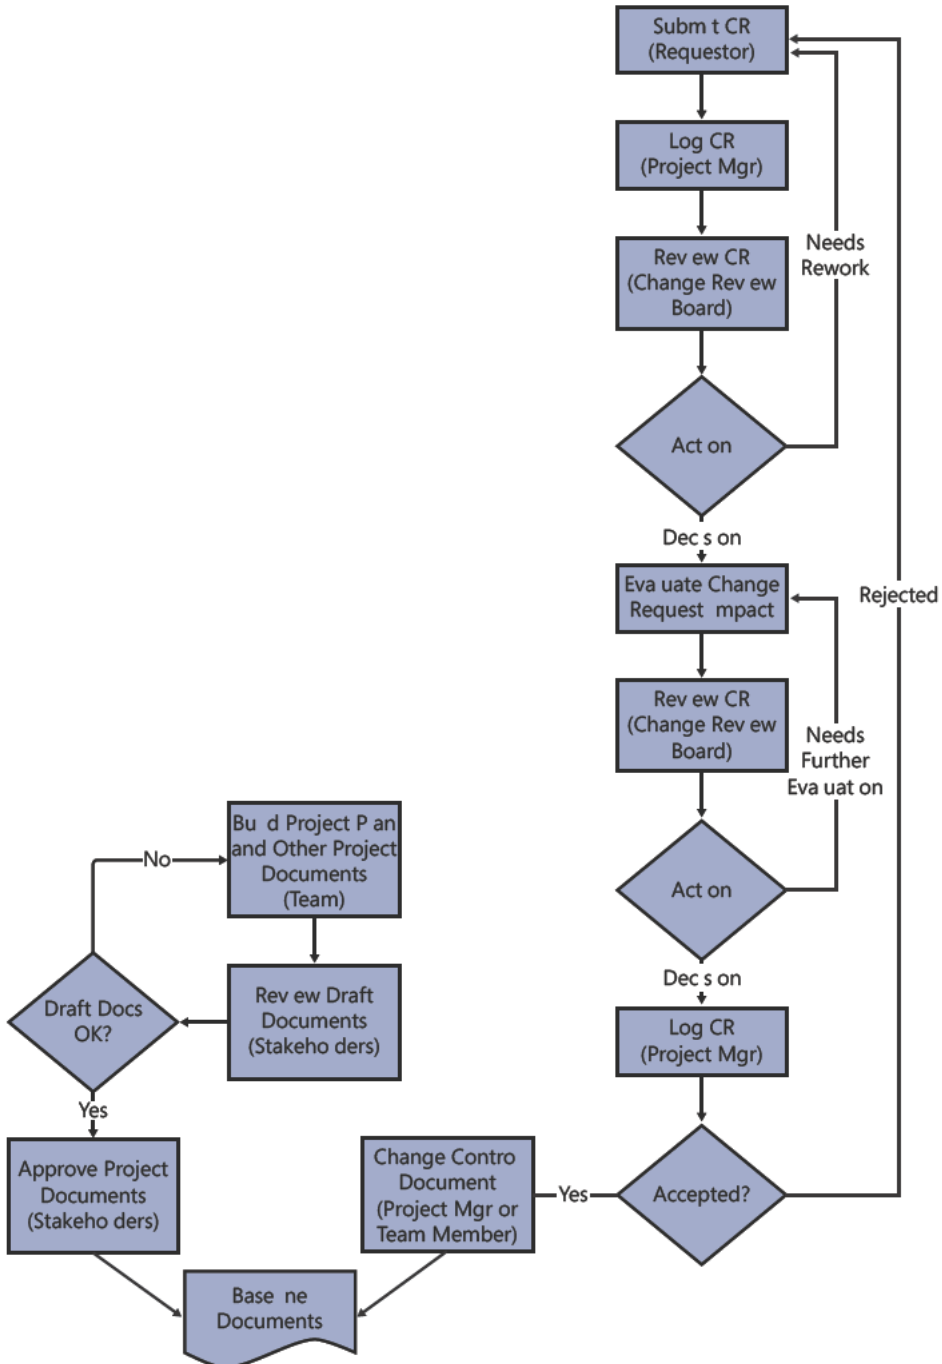 Subm t CR
(Requestor)
Log CR
(Project Mgr)
Rev ew CR
(Change Rev ew
Board)
Needs
Rework
Act on
Dec s on
Eva uate Change
Request mpact
Rejected
Rev ew CR
(Change Rev ew
Board)
Needs
Further
Eva uat on
Act on
Dec s on
Log CR
(Project Mgr)
Accepted?
Yes
Change Contro
Document
(Project Mgr or
Team Member)
Bu d Project P an
and Other Project
Documents
(Team)
No
Rev ew Draft
Documents
(Stakeho ders)
Draft Docs
OK?
Yes
Approve Project
Documents
(Stakeho ders)
Base ne
Documents